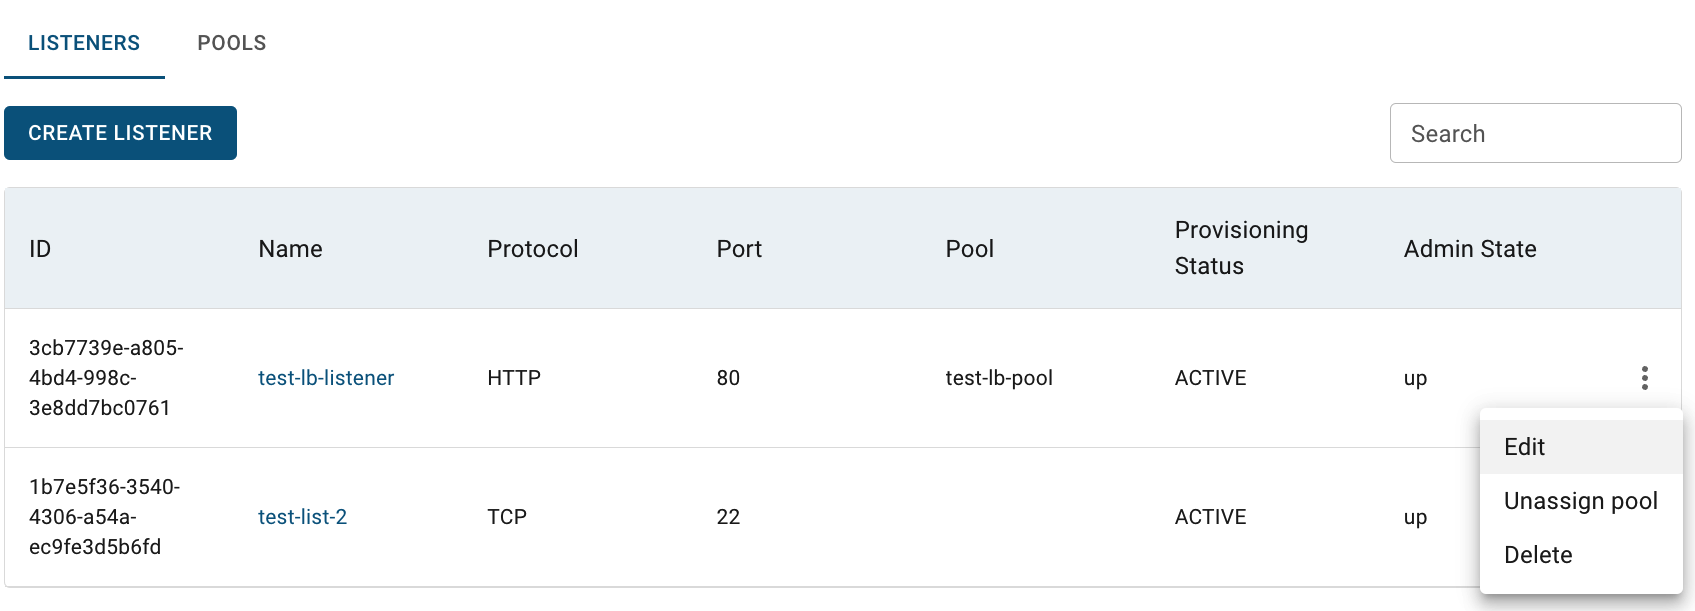 LISTENERS POOLS
CREATE LISTENER
Search
ID Name Protocol Port Pool Provisioning Status Admin State
3cb7739e-a805-
4bd4-998c-
3e8dd7bc0761
test-lb-listener HTTP 80 test-lb-pool ACTIVE up
1b7e5f36-3540-
4306-a54a-
ec9fe3d5b6fd
test-list-2 TCP 22 ACTIVE up
Edit
Unassign pool
Delete